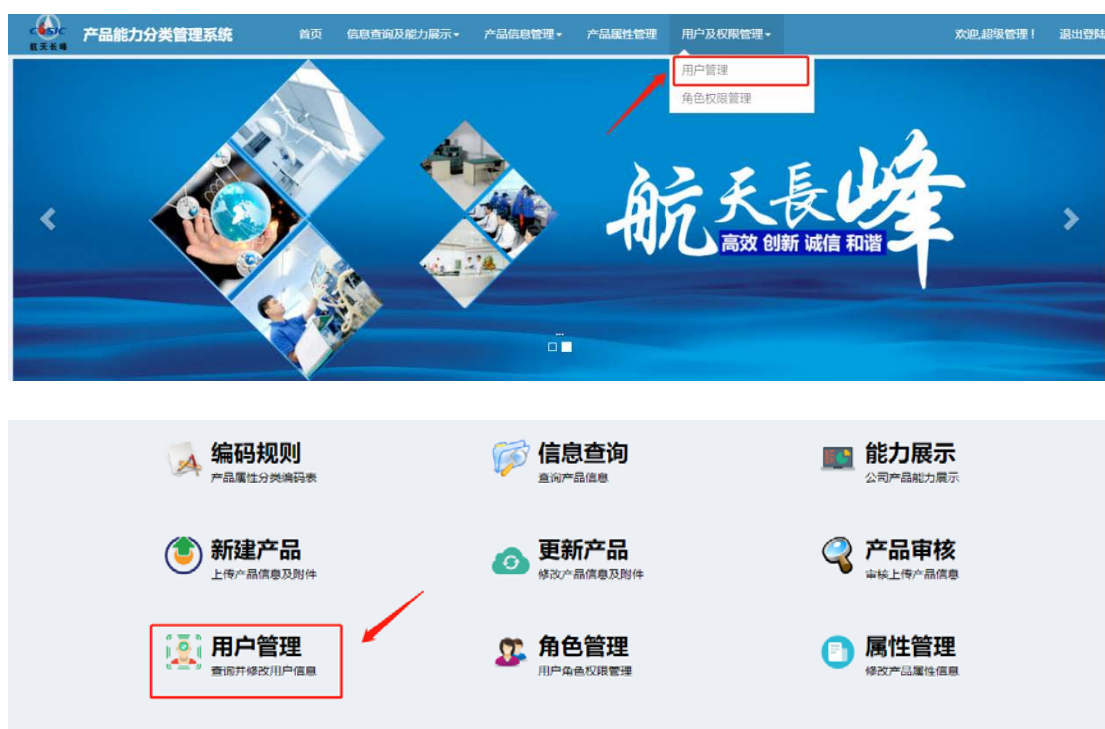 CASIC
航天长峰
产品能力分类管理系统
首页
信息查询及能力展示
产品信息管理
产品属性管理
用户及权限管理
欢迎,超级管理！
退出登陆
用户管理
角色权限管理
航天長峰
高效 创新 诚信 和谐
...
编码规则
产品属性分类编码表
信息查询
查询产品信息
能力展示
公司产品能力展示
新建产品
上传产品信息及附件
更新产品
修改产品信息及附件
产品审核
审核上传产品信息
用户管理
查询并修改用户信息
角色管理
用户角色权限管理
属性管理
修改产品属性信息